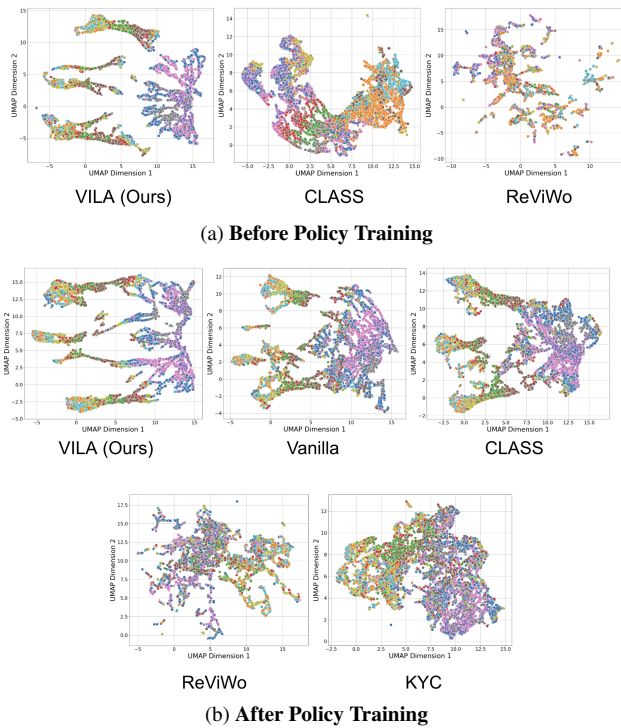 15
10
5
0
−5
UMAP Dimension 2
−5 0 5 10 15
UMAP Dimension 1
14
12
10
8
6
4
2
0
UMAP Dimension 2
−5.0 −2.5 0.0 2.5 5.0 7.5 10.0 12.5 15.0
UMAP Dimension 1
15
10
5
0
−5
−10
UMAP Dimension 2
−10 −5 0 5 10
UMAP Dimension 1
VILA (Ours) CLASS ReViWo
(a) Before Policy Training
15.0
12.5
10.0
7.5
5.0
2.5
0.0
−2.5
−5.0
UMAP Dimension 2
−5 0 5 10 15
UMAP Dimension 1
12
10
8
6
4
2
0
−2
−4
UMAP Dimension 2
−5 0 5 10 15
UMAP Dimension 1
14
12
10
8
6
4
2
0
−2
UMAP Dimension 2
−2.5 0.0 2.5 5.0 7.5 10.0 12.5 15.0
UMAP Dimension 1
VILA (Ours) Vanilla CLASS
17.5
15.0
12.5
10.0
7.5
5.0
2.5
0.0
UMAP Dimension 2
−5 0 5 10 15
UMAP Dimension 1
12
10
8
6
4
2
0
UMAP Dimension 2
−2.5 0.0 2.5 5.0 7.5 10.0 12.5 15.0
UMAP Dimension 1
ReViWo KYC
(b) After Policy Training